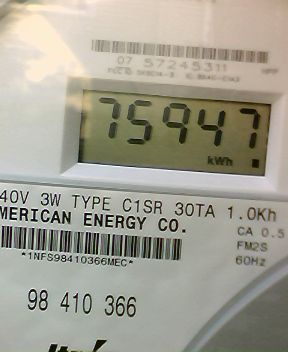 07 57245311
75947
kWh
40V 3W TYPE C1SR 30TA 1.0Kh
MERICAN ENERGY CO.
CA 0.5
FM2S
*1NFS98410366MEC*
60Hz
98 410 366